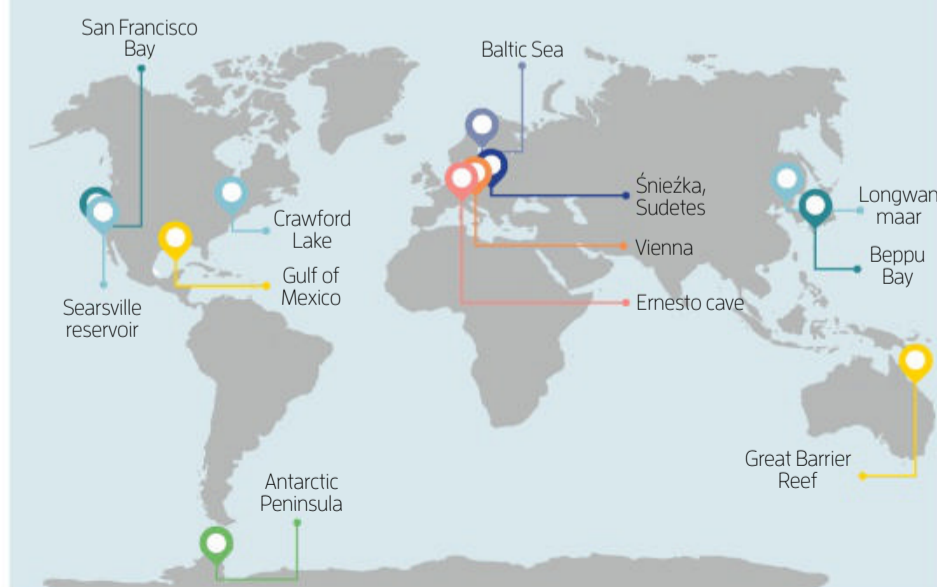 San Francisco
Bay
Baltic Sea
Śnieźka,
Sudetes
Longwan
maar
Crawford
Lake
Vienna
Beppu
Bay
Gulf of
Mexico
Searsville
reservoir
Ernesto cave
Great Barrier
Reef
Antarctic
Peninsula